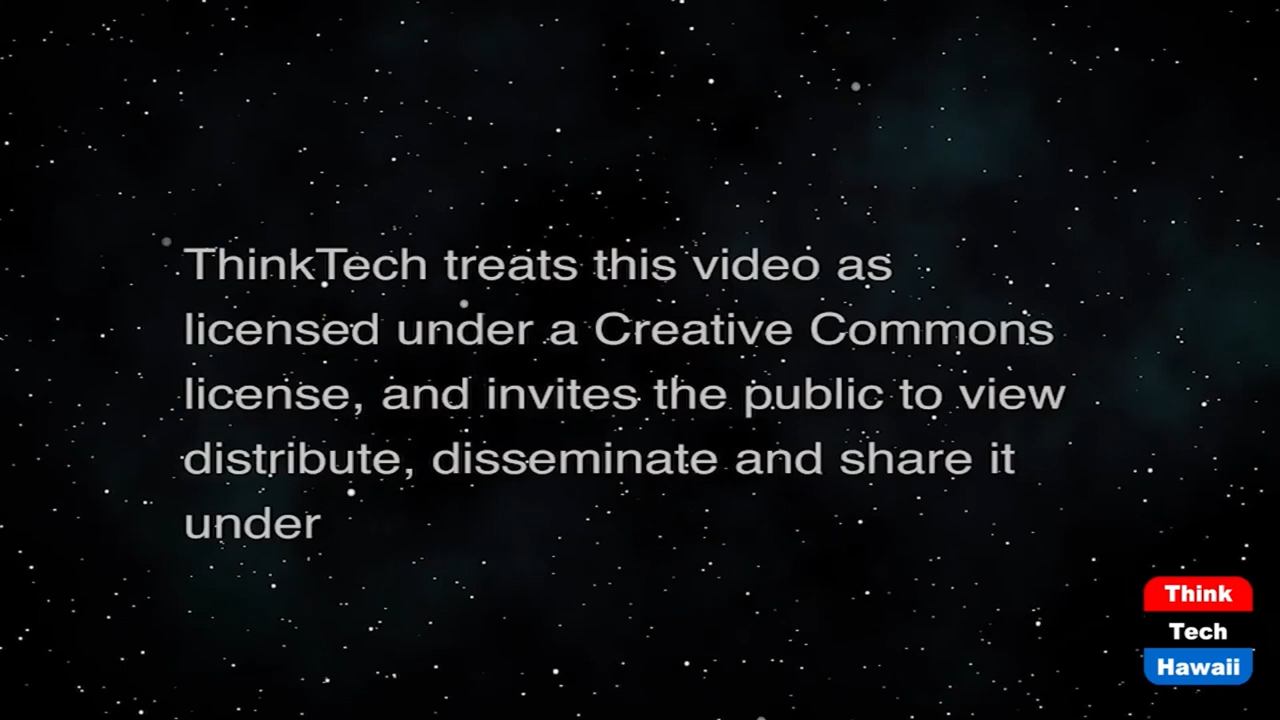 ThinkTech treats this video as
licensed under a Creative Commons
license, and invites the public to view
distribute, disseminate and share it
under
Think
Tech
Hawaii